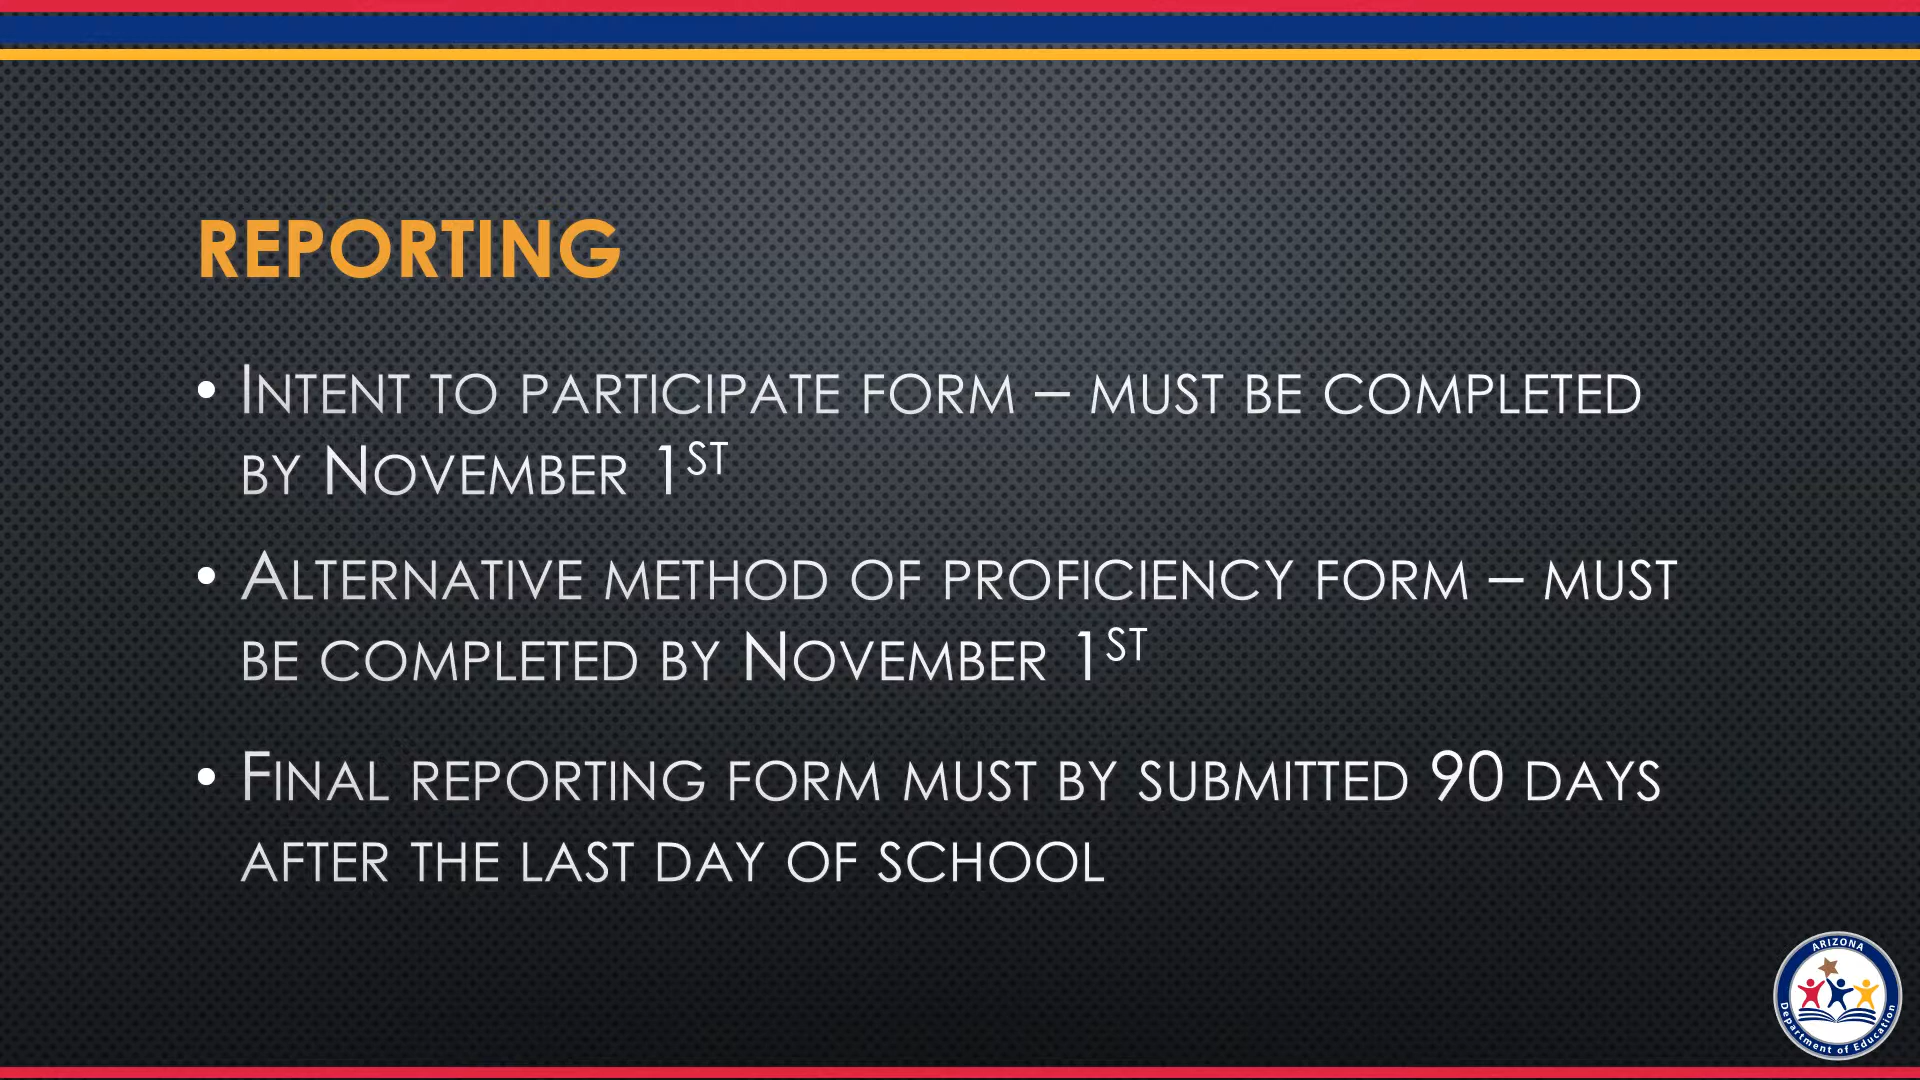 REPORTING
• INTENT TO PARTICIPATE FORM – MUST BE COMPLETED
BY NOVEMBER 1ST
• ALTERNATIVE METHOD OF PROFICIENCY FORM – MUST
BE COMPLETED BY NOVEMBER 1ST
• FINAL REPORTING FORM MUST BY SUBMITTED 90 DAYS
AFTER THE LAST DAY OF SCHOOL
ARIZONA
Department of Education